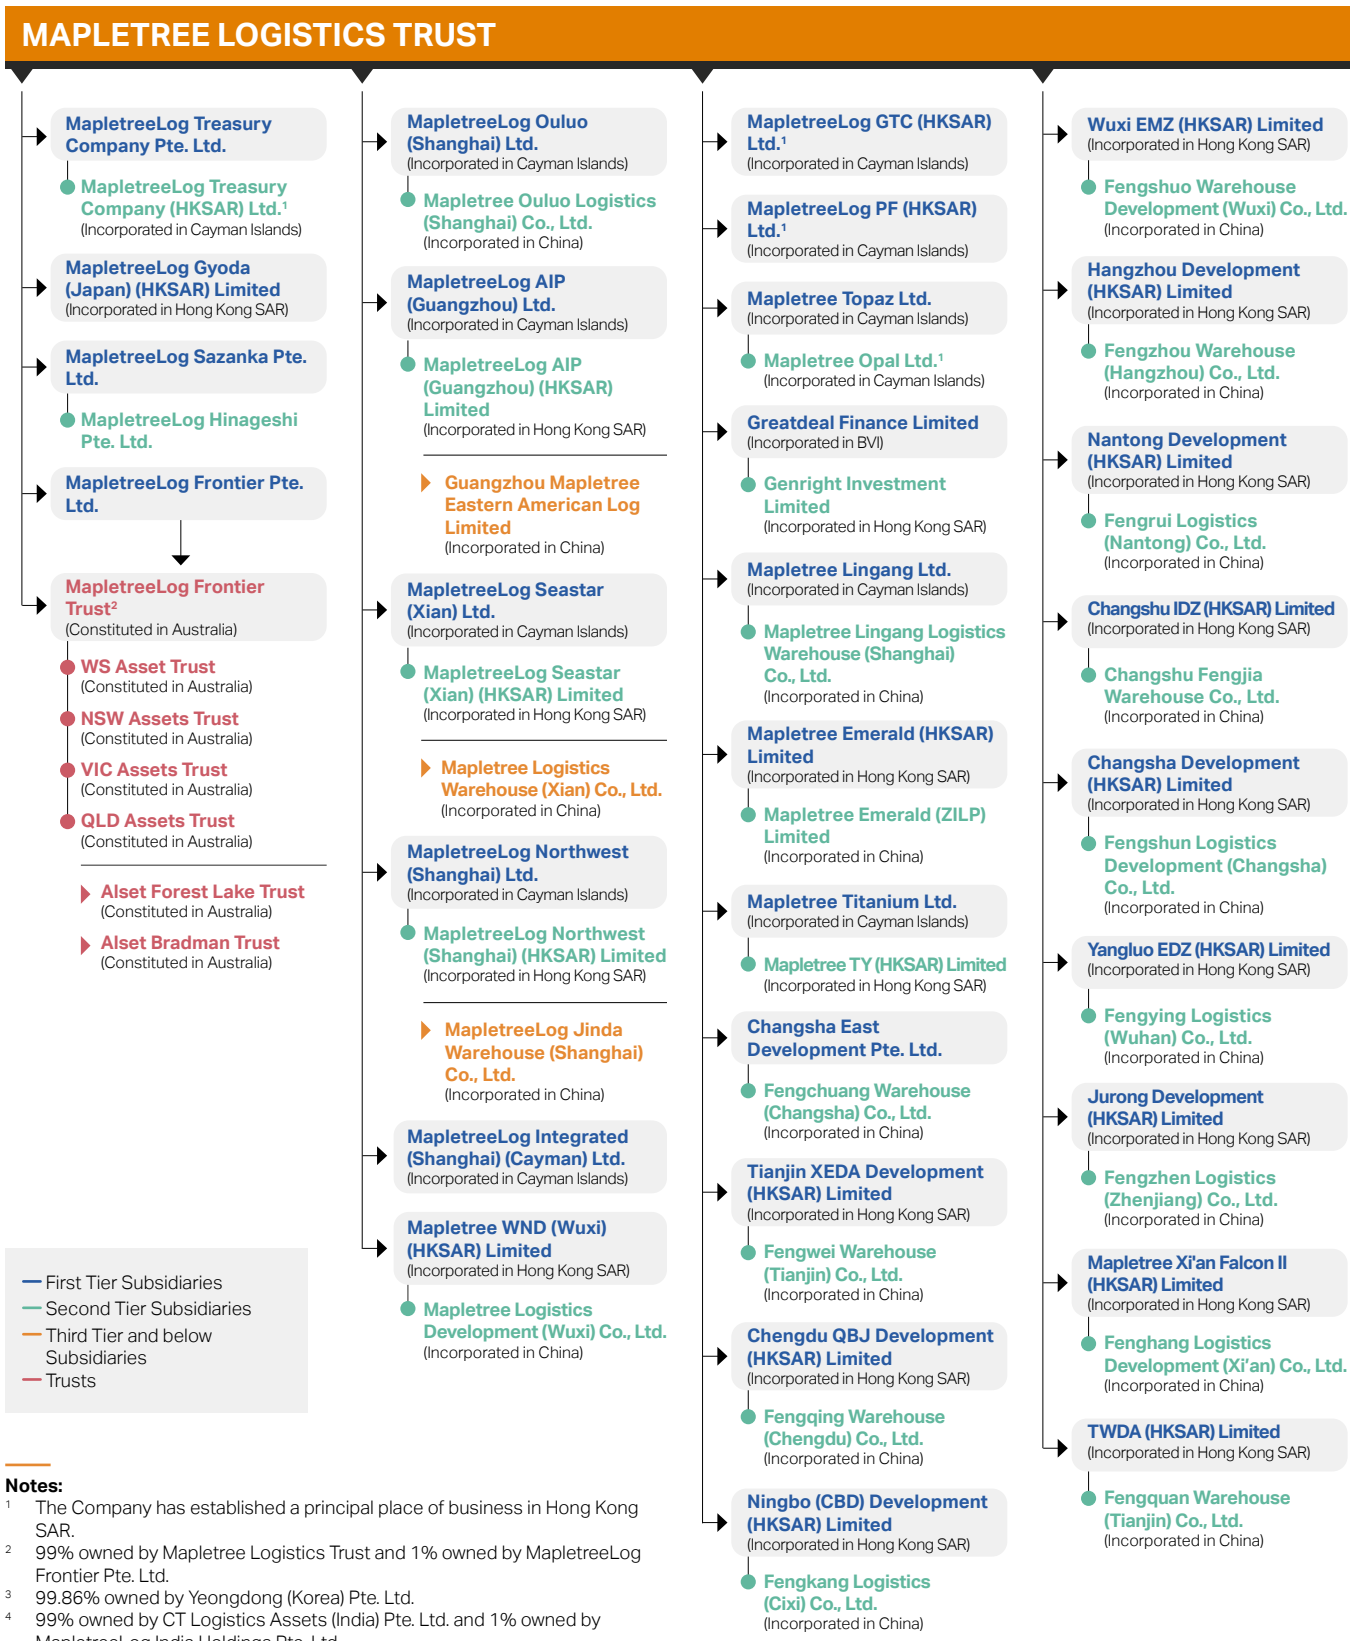 MAPLETREE LOGISTICS TRUST
MapletreeLog Treasury
Company Pte. Ltd.
MapletreeLog Treasury
Company (HKSAR) Ltd.¹
(Incorporated in Cayman Islands)
MapletreeLog Gyoda
(Japan) (HKSAR) Limited
(Incorporated in Hong Kong SAR)
MapletreeLog Sazanka Pte.
Ltd.
MapletreeLog Hinageshi
Pte. Ltd.
MapletreeLog Frontier Pte.
Ltd.
MapletreeLog Frontier
Trust²
(Constituted in Australia)
WS Asset Trust
(Constituted in Australia)
NSW Assets Trust
(Constituted in Australia)
VIC Assets Trust
(Constituted in Australia)
QLD Assets Trust
(Constituted in Australia)
Alset Forest Lake Trust
(Constituted in Australia)
Alset Bradman Trust
(Constituted in Australia)
MapletreeLog Ouluo
(Shanghai) Ltd.
(Incorporated in Cayman Islands)
Mapletree Ouluo Logistics
(Shanghai) Co., Ltd.
(Incorporated in China)
MapletreeLog AIP
(Guangzhou) Ltd.
(Incorporated in Cayman Islands)
MapletreeLog AIP
(Guangzhou) (HKSAR)
Limited
(Incorporated in Hong Kong SAR)
Guangzhou Mapletree
Eastern American Log
Limited
(Incorporated in China)
MapletreeLog Seastar
(Xian) Ltd.
(Incorporated in Cayman Islands)
MapletreeLog Seastar
(Xian) (HKSAR) Limited
(Incorporated in Hong Kong SAR)
Mapletree Logistics
Warehouse (Xian) Co., Ltd.
(Incorporated in China)
MapletreeLog Northwest
(Shanghai) Ltd.
(Incorporated in Cayman Islands)
MapletreeLog Northwest
(Shanghai) (HKSAR) Limited
(Incorporated in Hong Kong SAR)
MapletreeLog Jinda
Warehouse (Shanghai)
Co., Ltd.
(Incorporated in China)
MapletreeLog Integrated
(Shanghai) (Cayman) Ltd.
(Incorporated in Cayman Islands)
Mapletree WND (Wuxi)
(HKSAR) Limited
(Incorporated in Hong Kong SAR)
Mapletree Logistics
Development (Wuxi) Co., Ltd.
(Incorporated in China)
MapletreeLog GTC (HKSAR)
Ltd.¹
(Incorporated in Cayman Islands)
MapletreeLog PF (HKSAR)
Ltd.¹
(Incorporated in Cayman Islands)
Mapletree Topaz Ltd.
(Incorporated in Cayman Islands)
Mapletree Opal Ltd.¹
(Incorporated in Cayman Islands)
Greatdeal Finance Limited
(Incorporated in BVI)
Genright Investment
Limited
(Incorporated in Hong Kong SAR)
Mapletree Lingang Ltd.
(Incorporated in Cayman Islands)
Mapletree Lingang Logistics
Warehouse (Shanghai)
Co., Ltd.
(Incorporated in China)
Mapletree Emerald (HKSAR)
Limited
(Incorporated in Hong Kong SAR)
Mapletree Emerald (ZILP)
Limited
(Incorporated in China)
Mapletree Titanium Ltd.
(Incorporated in Cayman Islands)
Mapletree TY (HKSAR) Limited
(Incorporated in Hong Kong SAR)
Changsha East
Development Pte. Ltd.
Fengchuang Warehouse
(Changsha) Co., Ltd.
(Incorporated in China)
Tianjin XEDA Development
(HKSAR) Limited
(Incorporated in Hong Kong SAR)
Fengwei Warehouse
(Tianjin) Co., Ltd.
(Incorporated in China)
Chengdu QBJ Development
(HKSAR) Limited
(Incorporated in Hong Kong SAR)
Fengqing Warehouse
(Chengdu) Co., Ltd.
(Incorporated in China)
Ningbo (CBD) Development
(HKSAR) Limited
(Incorporated in Hong Kong SAR)
Fengkang Logistics
(Cixi) Co., Ltd.
(Incorporated in China)
Wuxi EMZ (HKSAR) Limited
(Incorporated in Hong Kong SAR)
Fengshuo Warehouse
Development (Wuxi) Co., Ltd.
(Incorporated in China)
Hangzhou Development
(HKSAR) Limited
(Incorporated in Hong Kong SAR)
Fengzhou Warehouse
(Hangzhou) Co., Ltd.
(Incorporated in China)
Nantong Development
(HKSAR) Limited
(Incorporated in Hong Kong SAR)
Fengrui Logistics
(Nantong) Co., Ltd.
(Incorporated in China)
Changshu IDZ (HKSAR) Limited
(Incorporated in Hong Kong SAR)
Changshu Fengjia
Warehouse Co., Ltd.
(Incorporated in China)
Changsha Development
(HKSAR) Limited
(Incorporated in Hong Kong SAR)
Fengshun Logistics
Development (Changsha)
Co., Ltd.
(Incorporated in China)
Yangluo EDZ (HKSAR) Limited
(Incorporated in Hong Kong SAR)
Fengying Logistics
(Wuhan) Co., Ltd.
(Incorporated in China)
Jurong Development
(HKSAR) Limited
(Incorporated in Hong Kong SAR)
Fengzhen Logistics
(Zhenjiang) Co., Ltd.
(Incorporated in China)
Mapletree Xi'an Falcon II
(HKSAR) Limited
(Incorporated in Hong Kong SAR)
Fenghang Logistics
Development (Xi'an) Co., Ltd.
(Incorporated in China)
TWDA (HKSAR) Limited
(Incorporated in Hong Kong SAR)
Fengquan Warehouse
(Tianjin) Co., Ltd.
(Incorporated in China)
First Tier Subsidiaries
Second Tier Subsidiaries
Third Tier and below
Subsidiaries
Trusts
Notes:
¹ The Company has established a principal place of business in Hong Kong
SAR.
² 99% owned by Mapletree Logistics Trust and 1% owned by MapletreeLog
Frontier Pte. Ltd.
³ 99.86% owned by Yeongdong (Korea) Pte. Ltd.
⁴ 99% owned by CT Logistics Assets (India) Pte. Ltd. and 1% owned by
MapletreeLog India Holdings Pte. Ltd.